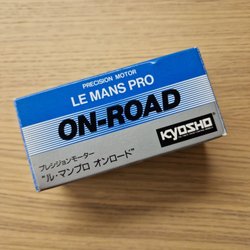 PRECISION MOTOR
LE MANS PRO
ON-ROAD
KYOSHO
プレシジョンモーター
"ル・マンプロ オンロード"